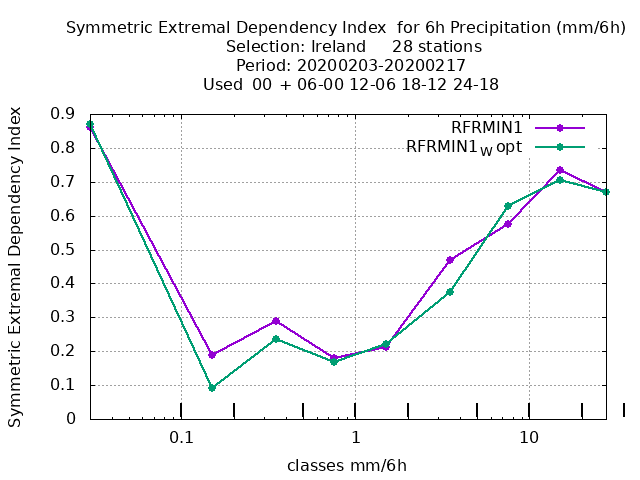 Symmetric Extremal Dependency Index  for 6h Precipitation (mm/6h)
Selection: Ireland     28 stations
Period: 20200203-20200217
Used  00  + 06-00 12-06 18-12 24-18
Symmetric Extremal Dependency Index
0.9
0.8
0.7
0.6
0.5
0.4
0.3
0.2
0.1
0
RFRMIN1
RFRMIN1W opt
0.1 1 10
classes mm/6h